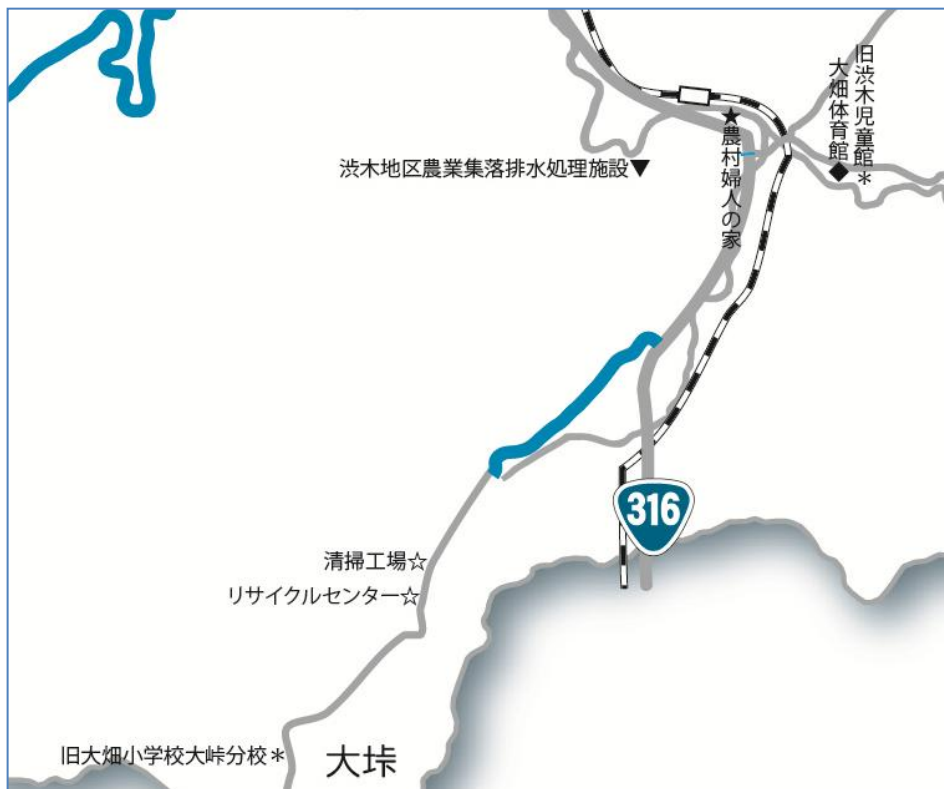 旧渋木児童館＊
大畑体育館◆
★農村婦人の家
渋木地区農業集落排水処理施設▼
316
清掃工場☆
リサイクルセンター☆
旧大畑小学校大峠分校＊
大垰